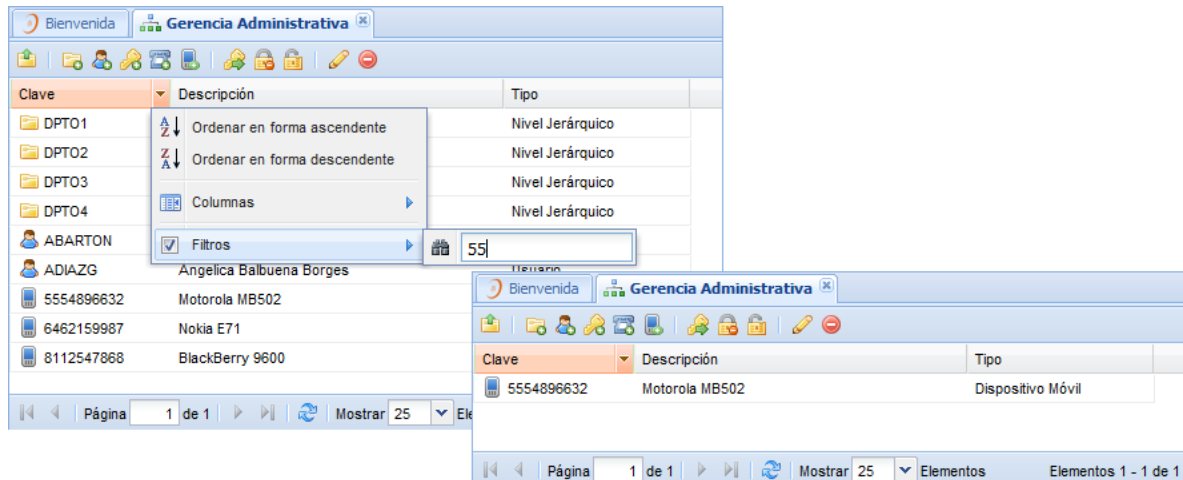 Bienvenida Gerencia Administrativa
Clave Descripción Tipo
DPTO1 Nivel Jerárquico
DPTO2 Nivel Jerárquico
DPTO3 Nivel Jerárquico
DPTO4 Nivel Jerárquico
ABARTON
ADIAZG Angelica Balbuena Borges Usuario
5554896632 Motorola MB502
6462159987 Nokia E71
8112547868 BlackBerry 9600
Página 1 de 1 Mostrar 25 Ele
Ordenar en forma ascendente
Ordenar en forma descendente
Columnas
Filtros 55
Bienvenida Gerencia Administrativa
Clave Descripción Tipo
5554896632 Motorola MB502 Dispositivo Móvil
Página 1 de 1 Mostrar 25 Elementos Elementos 1 - 1 de 1